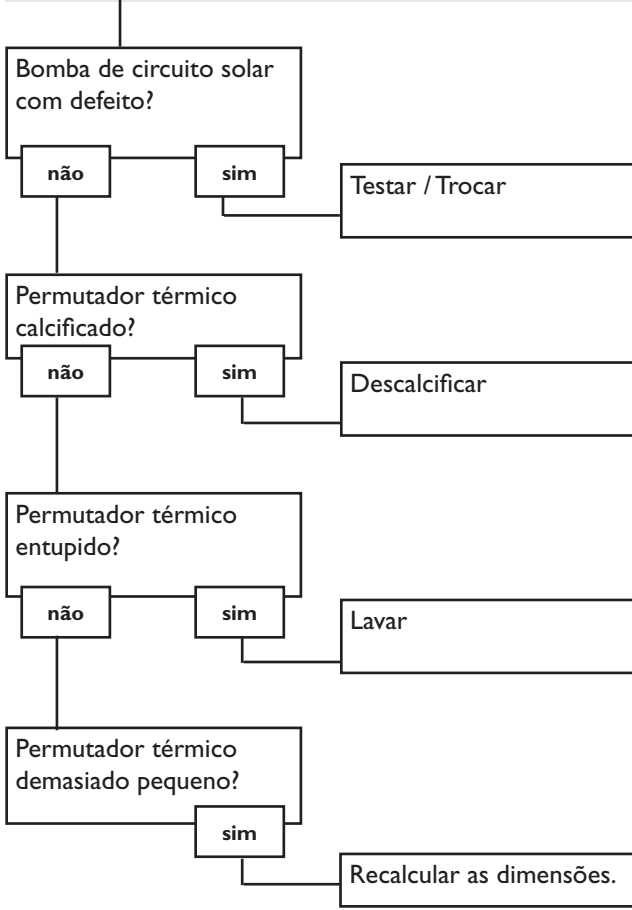 Bomba de circuito solar
com defeito?
não
sim
Testar / Trocar
Permutador térmico
calcificado?
não
sim
Descalcificar
Permutador térmico
entupido?
não
sim
Lavar
Permutador térmico
demasiado pequeno?
sim
Recalcular as dimensões.